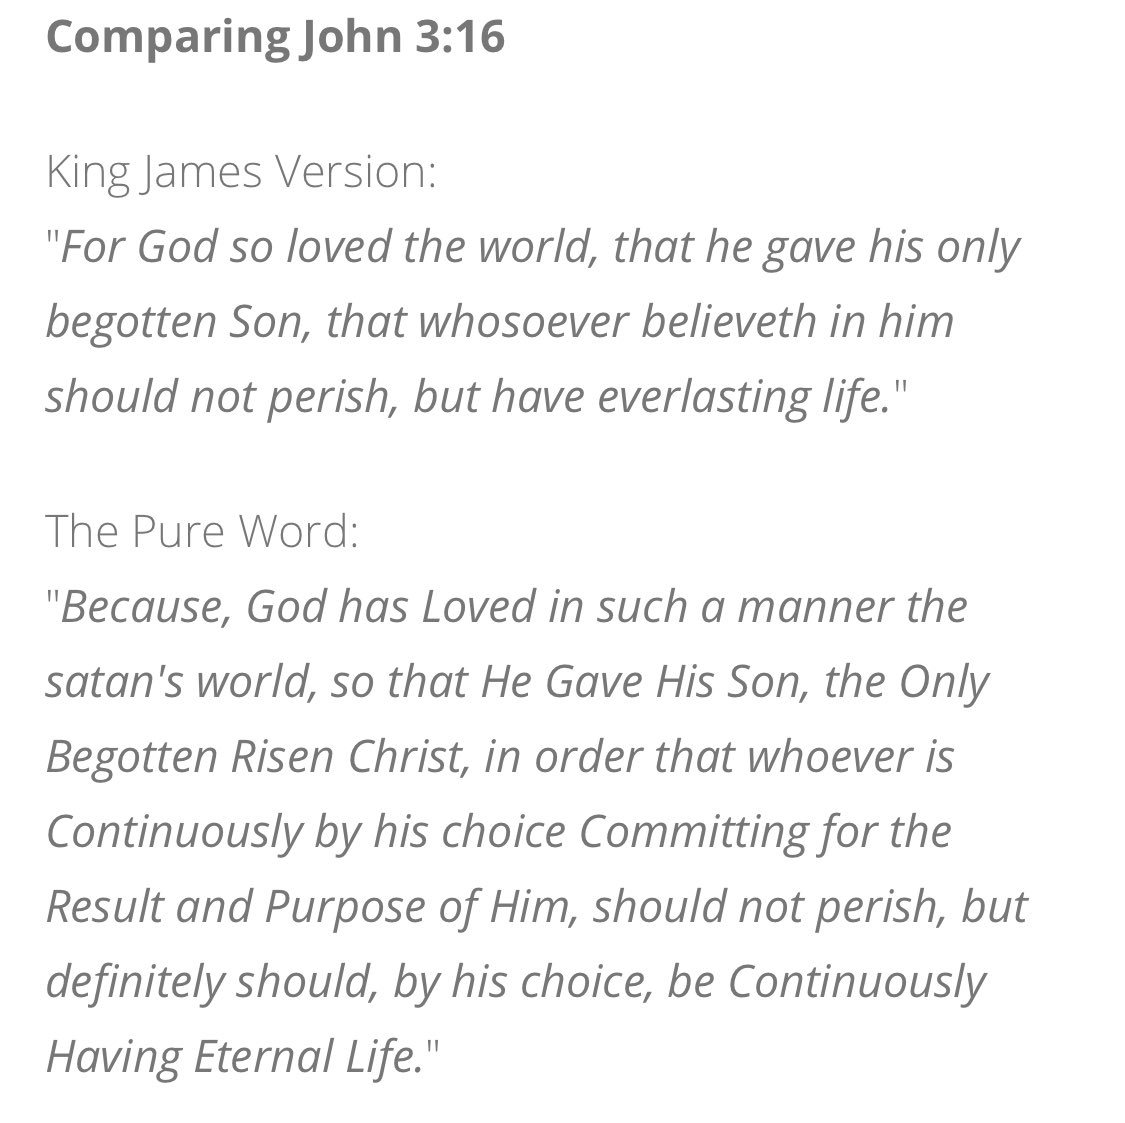 Comparing John 3:16
King James Version:
"For God so loved the world, that he gave his only
begotten Son, that whosoever believeth in him
should not perish, but have everlasting life."
The Pure Word:
"Because, God has Loved in such a manner the
satan's world, so that He Gave His Son, the Only
Begotten Risen Christ, in order that whoever is
Continuously by his choice Committing for the
Result and Purpose of Him, should not perish, but
definitely should, by his choice, be Continuously
Having Eternal Life."